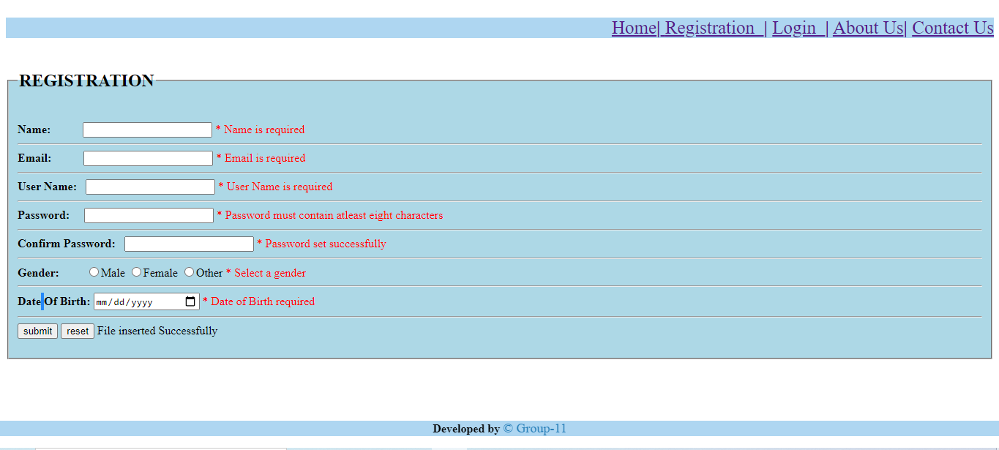 Home| Registration | Login | About Us| Contact Us
REGISTRATION
Name: * Name is required
Email: * Email is required
User Name: * User Name is required
Password: * Password must contain atleast eight characters
Confirm Password: * Password set successfully
Gender: Male Female Other * Select a gender
Date Of Birth: mm/dd/yyyy * Date of Birth required
submit reset File inserted Successfully
Developed by © Group-11